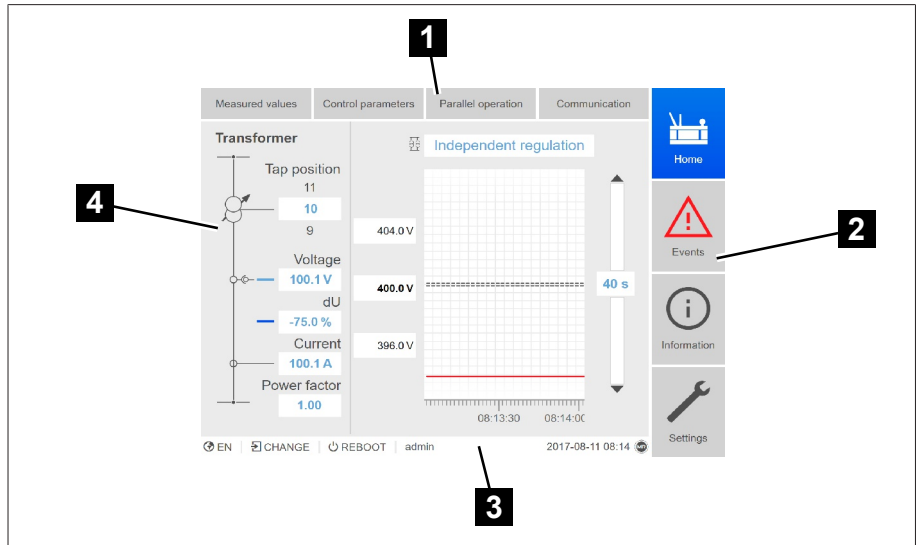 1
Measured values Control parameters Parallel operation Communication
Transformer
Independent regulation
Home
Tap position
11
10
9
404.0 V
4
2
Events
Voltage
100.1 V
400.0 V
40 s
dU
-75.0 %
Current
396.0 V
Information
100.1 A
Power factor
1.00
08:13:30 08:14:00
Settings
EN CHANGE REBOOT admin 2017-08-11 08:14
3